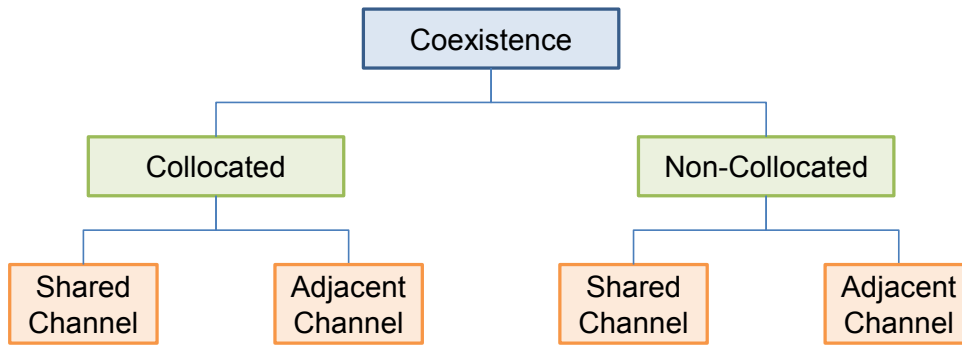 Coexistence
Collocated
Non-Collocated
Shared
Channel
Adjacent
Channel
Shared
Channel
Adjacent
Channel